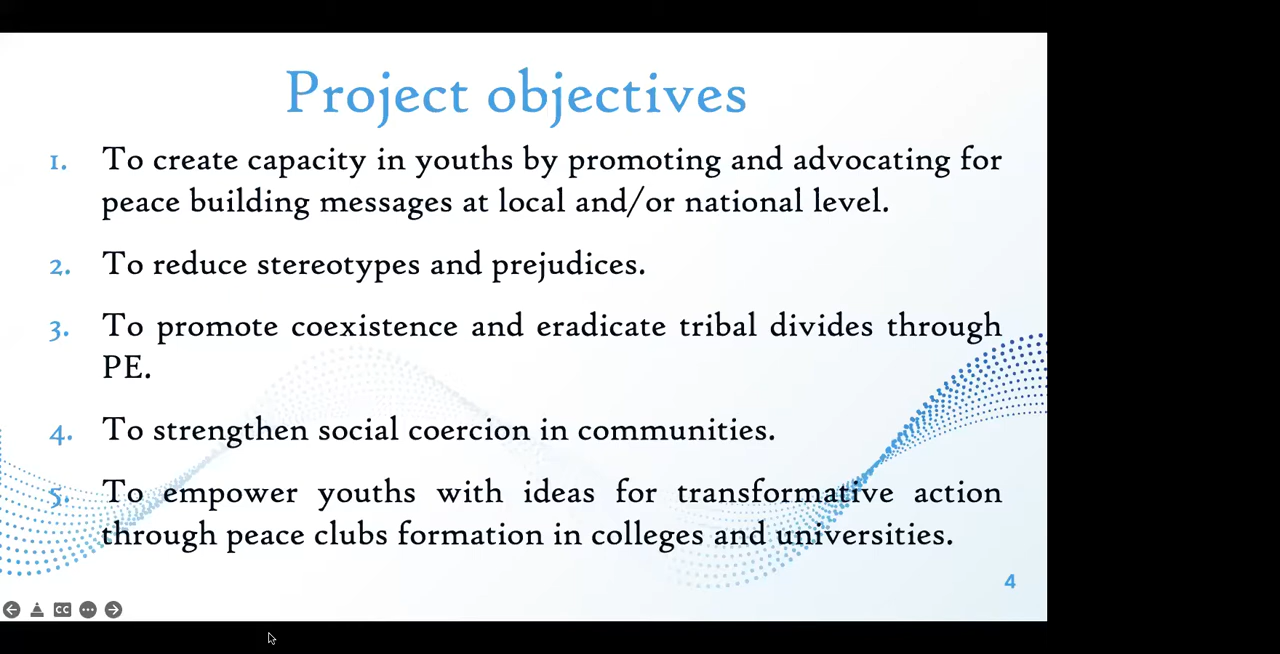 Project objectives
1. To create capacity in youths by promoting and advocating for
peace building messages at local and/or national level.
2. To reduce stereotypes and prejudices.
3. To promote coexistence and eradicate tribal divides through
PE.
4. To strengthen social coercion in communities.
5. To empower youths with ideas for transformative action
through peace clubs formation in colleges and universities.
4
CC